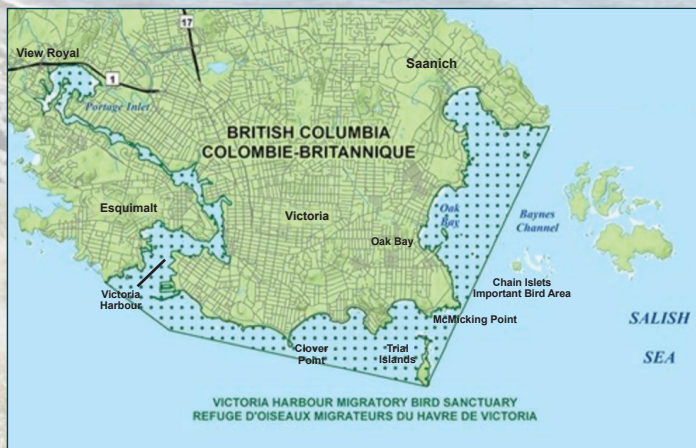 17
View Royal
1
Saanich
Portage Inlet
BRITISH COLUMBIA
COLOMBIE-BRITANNIQUE
Esquimalt
Victoria
Oak
Bay
Oak Bay
Baynes
Channel
Victoria
Harbour
Chain Islets
Important Bird Area
McMicking Point
SALISH
SEA
Clover
Point
Trial
Islands
VICTORIA HARBOUR MIGRATORY BIRD SANCTUARY
REFUGE D'OISEAUX MIGRATEURS DU HAVRE DE VICTORIA